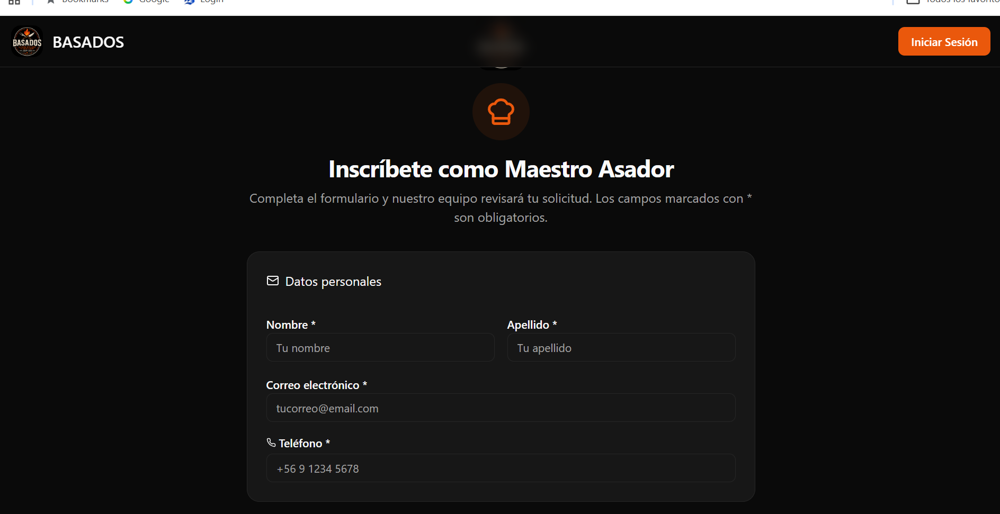 Bookmarks
Google
Login
Todos los favorito
BASADOS
BASADOS
Iniciar Sesión
Inscríbete como Maestro Asador
Completa el formulario y nuestro equipo revisará tu solicitud. Los campos marcados con *
son obligatorios.
Datos personales
Nombre *
Apellido *
Tu nombre
Tu apellido
Correo electrónico *
tucorreo@email.com
Teléfono *
+56 9 1234 5678